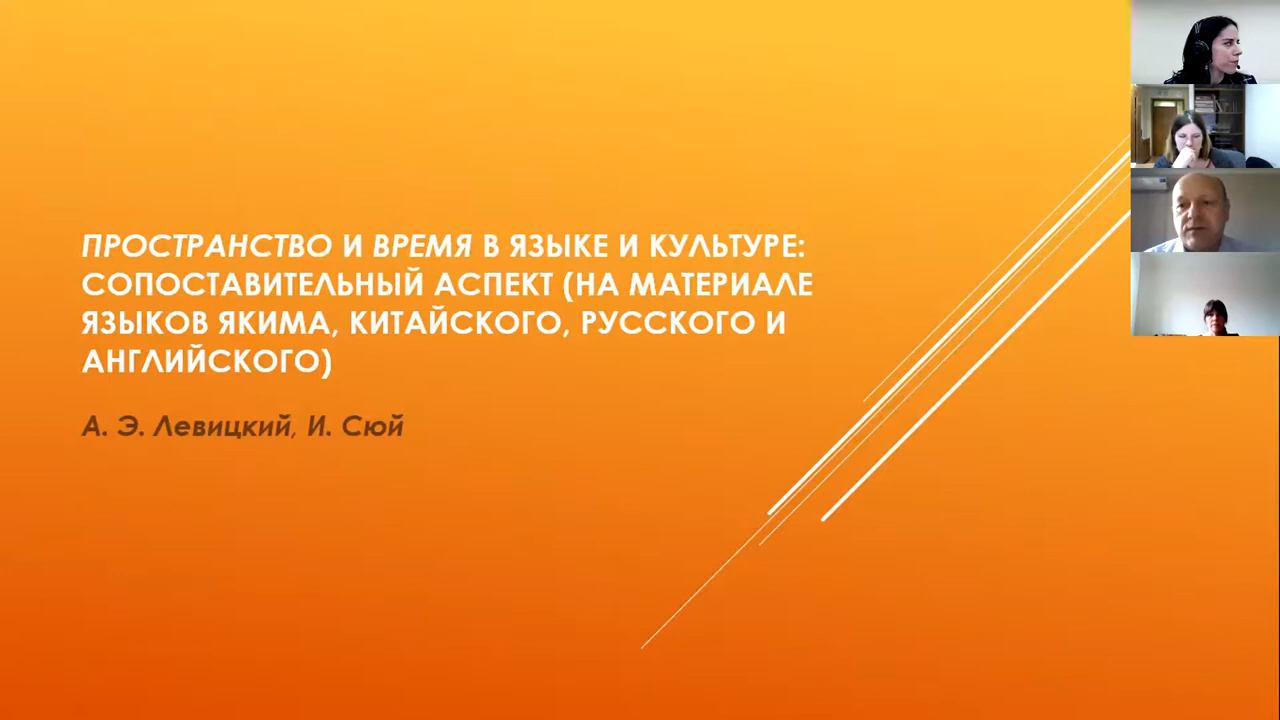 ПРОСТРАНСТВО И ВРЕМЯ В ЯЗЫКЕ И КУЛЬТУРЕ:
СОПОСТАВИТЕЛЬНЫЙ АСПЕКТ (НА МАТЕРИАЛЕ
ЯЗЫКОВ ЯКИМА, КИТАЙСКОГО, РУССКОГО И
АНГЛИЙСКОГО)
А. Э. Левицкий, И. Сюй